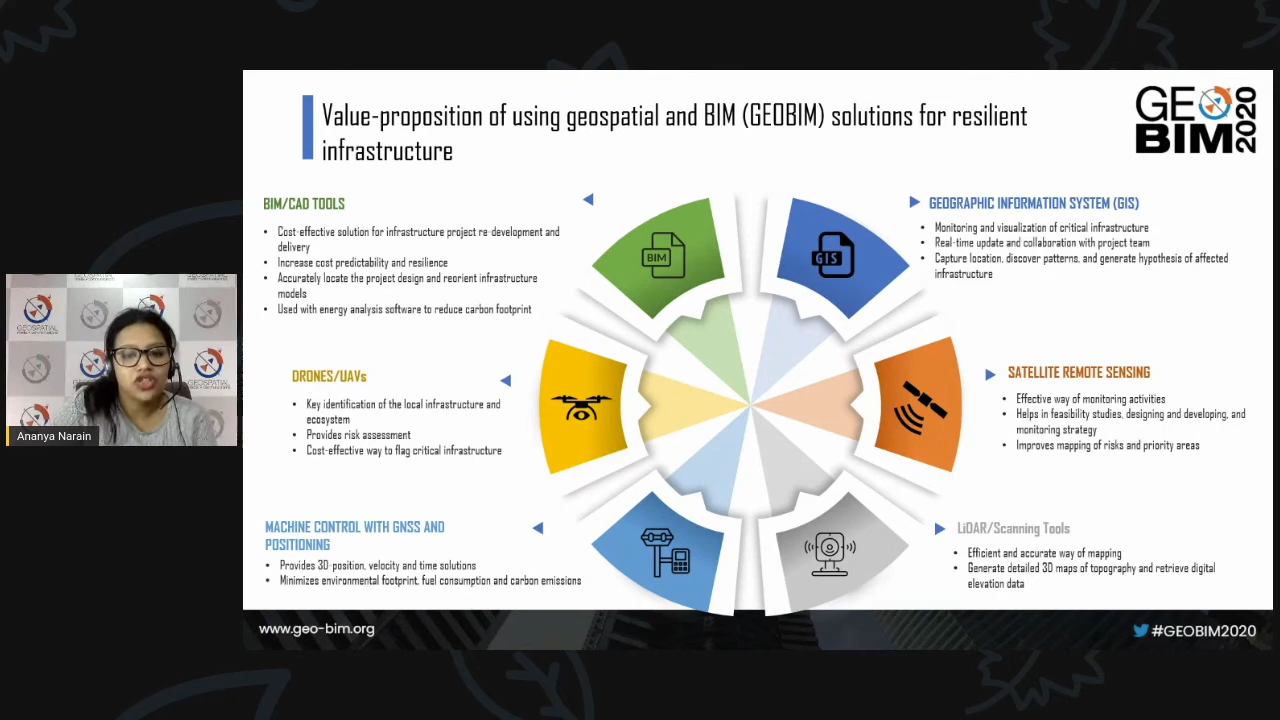 Value-proposition of using geospatial and BIM (GEOBIM) solutions for resilient
infrastructure
GEO
BIM
2020
BIM/CAD TOOLS
• Cost-effective solution for infrastructure project re-development and
delivery
• Increase cost predictability and resilience
• Accurately locate the project design and reorient infrastructure
models
• Used with energy analysis software to reduce carbon footprint
BIM
GIS
GEOGRAPHIC INFORMATION SYSTEM (GIS)
• Monitoring and visualization of critical infrastructure
• Real-time update and collaboration with project team
• Capture location, discover patterns, and generate hypothesis of affected
infrastructure
DRONES/UAVs
• Key identification of the local infrastructure and
ecosystem
• Provides risk assessment
• Cost-effective way to flag critical infrastructure
SATELLITE REMOTE SENSING
• Effective way of monitoring activities
• Helps in feasibility studies, designing and developing, and
monitoring strategy
• Improves mapping of risks and priority areas
MACHINE CONTROL WITH GNSS AND
POSITIONING
• Provides 3D-position, velocity and time solutions
• Minimizes environmental footprint, fuel consumption and carbon emissions
LiDAR/Scanning Tools
• Efficient and accurate way of mapping
• Generate detailed 3D maps of topography and retrieve digital
elevation data
www.geo-bim.org
#GEOBIM2020
GEOSPATIAL
GEOSPATIAL
Ananya Narain